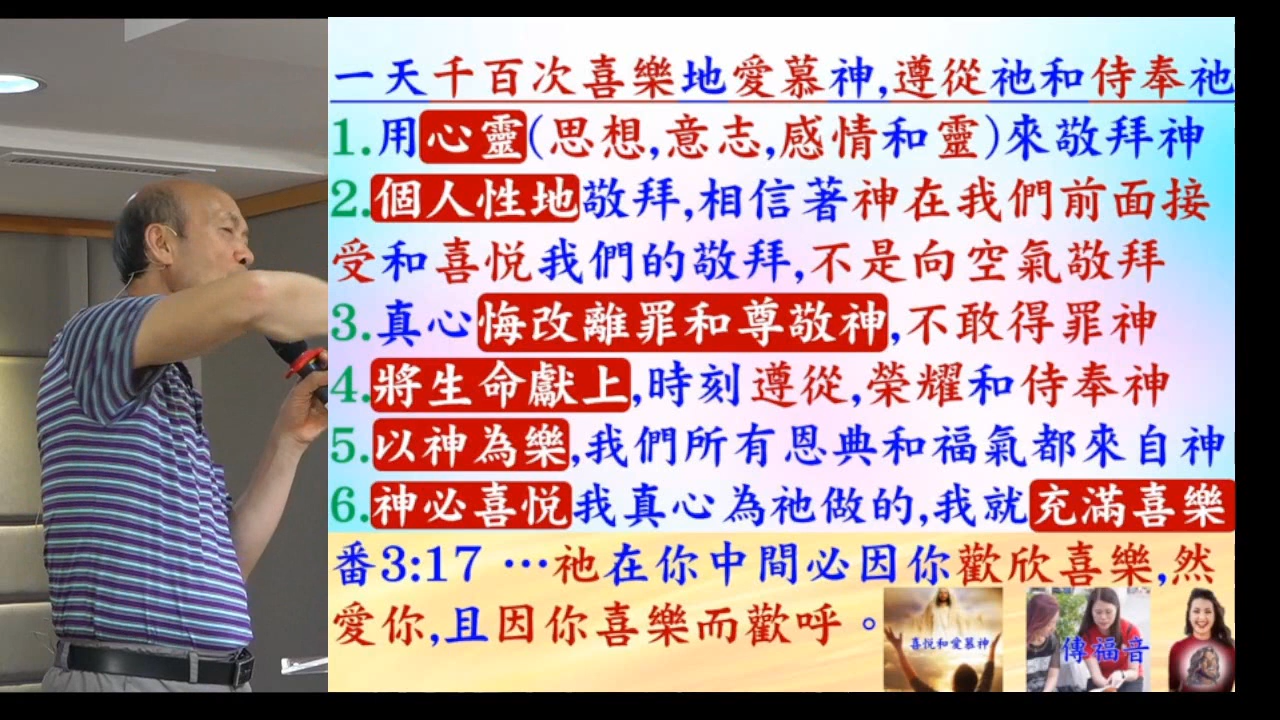 一天千百次喜樂地愛慕神,遵從祂和侍奉祂
1.用心靈(思想,意志,感情和靈)來敬拜神
2.個人性地敬拜,相信著神在我們前面接
受和喜悅我們的敬拜,不是向空氣敬拜
3.真心悔改離罪和尊敬神,不敢得罪神
4.將生命獻上,時刻遵從,榮耀和侍奉神
5.以神為樂,我們所有恩典和福氣都來自神
6.神必喜悅我真心為祂做的,我就充滿喜樂
番3:17 …祂在你中間必因你歡欣喜樂,然
愛你,且因你喜樂而歡呼。
喜悅和愛慕神
傳福音